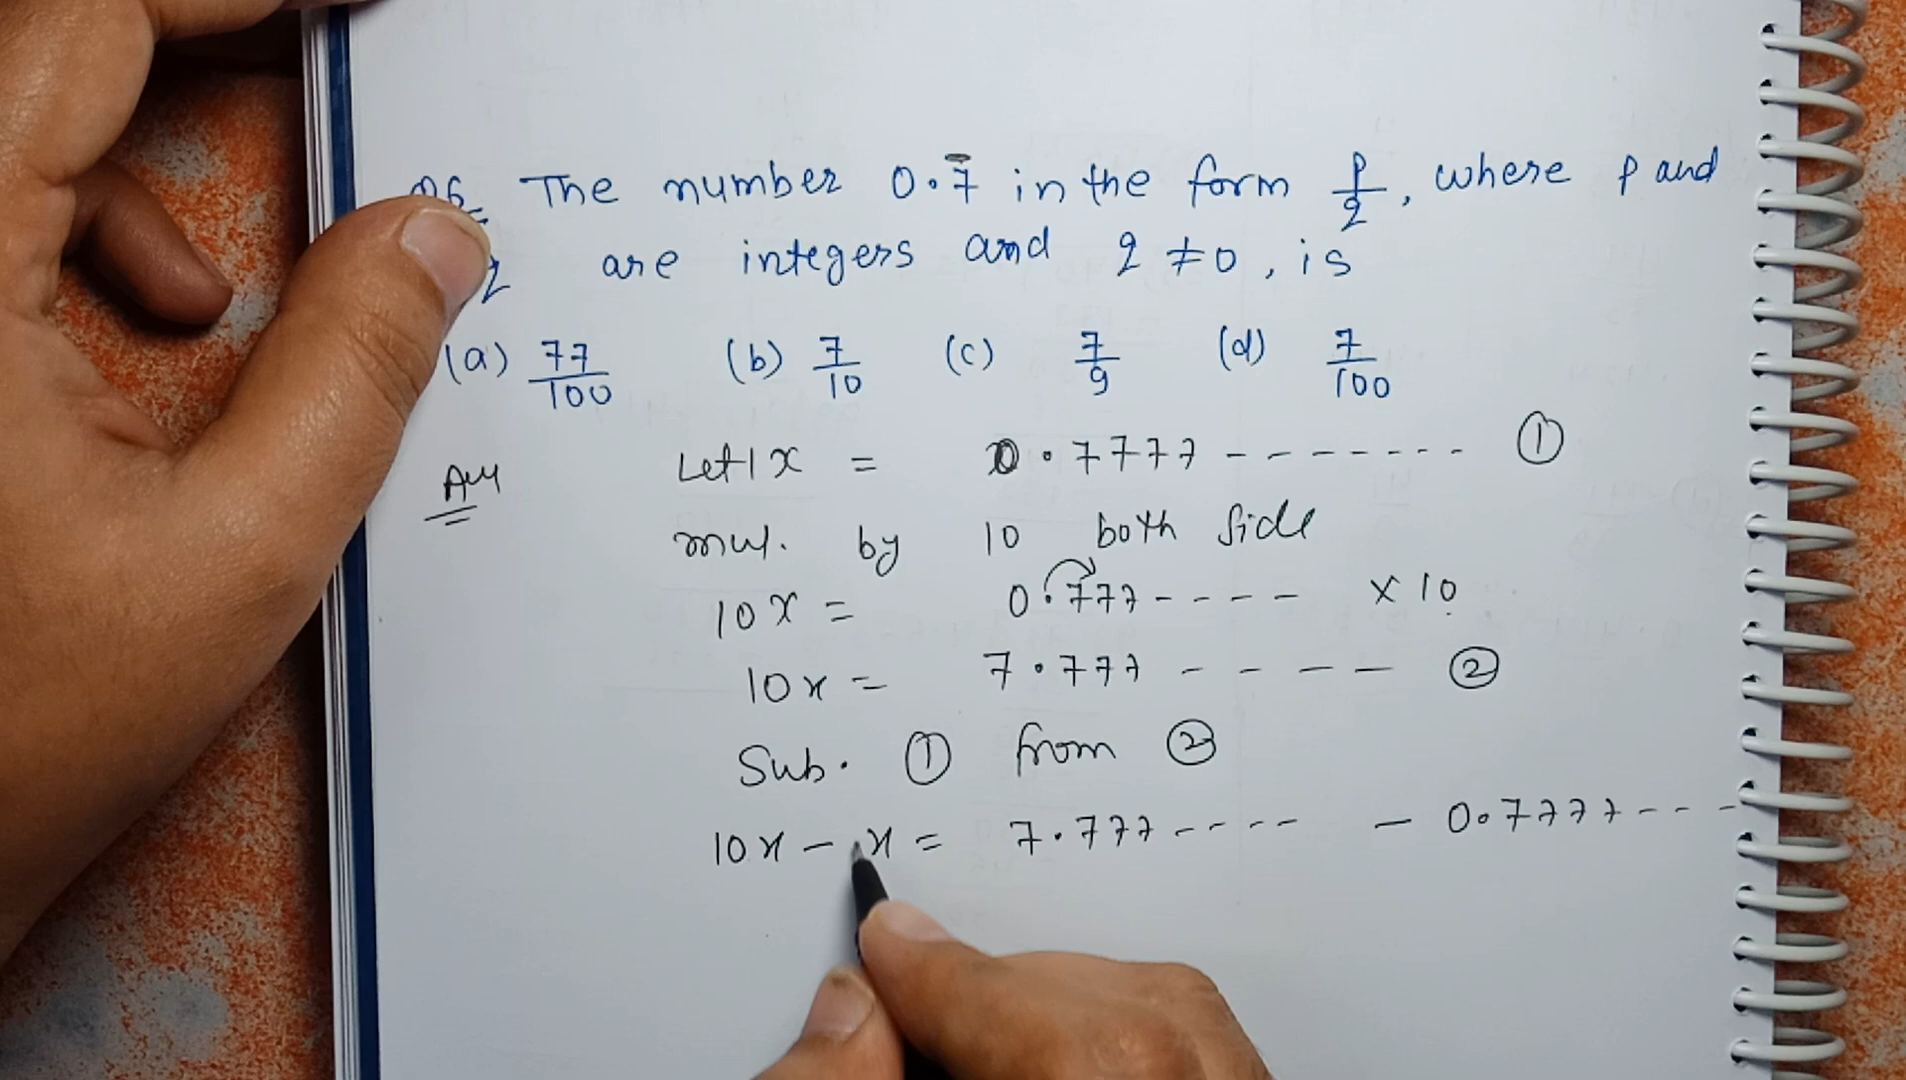 Q6 The number 0.7̅ in the form p/q, where p and
q are integers and q ≠ 0, is
(a) 77/100 (b) 7/10 (c) 7/9 (d) 7/100
Let x = 0.7777 - - - - - - - - ①
mul. by 10 both side
10x = 0.777 - - - - × 10
10x = 7.777 - - - - ②
Sub. ① from ②
10x - x = 7.777 - - - - - 0.7777 - - -